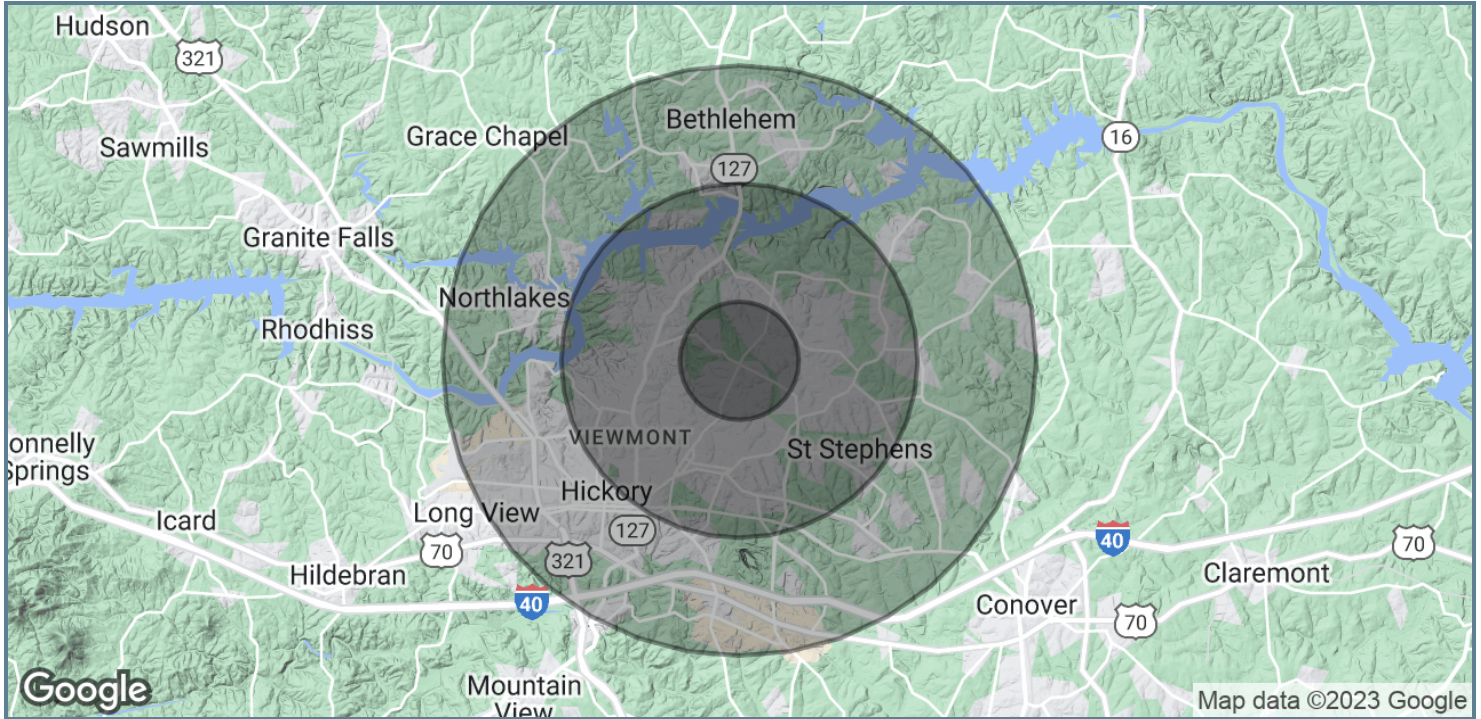 Hudson
321
Bethlehem
Grace Chapel
16
Sawmills
127
Granite Falls
Northlakes
Rhodhiss
VIEWMONT
onnelly
Springs
St Stephens
Hickory
Long View
Icard
127
40
70
70
321
Hildebran
Claremont
40
Conover
70
Mountain
View
Google
Map data ©2023 Google